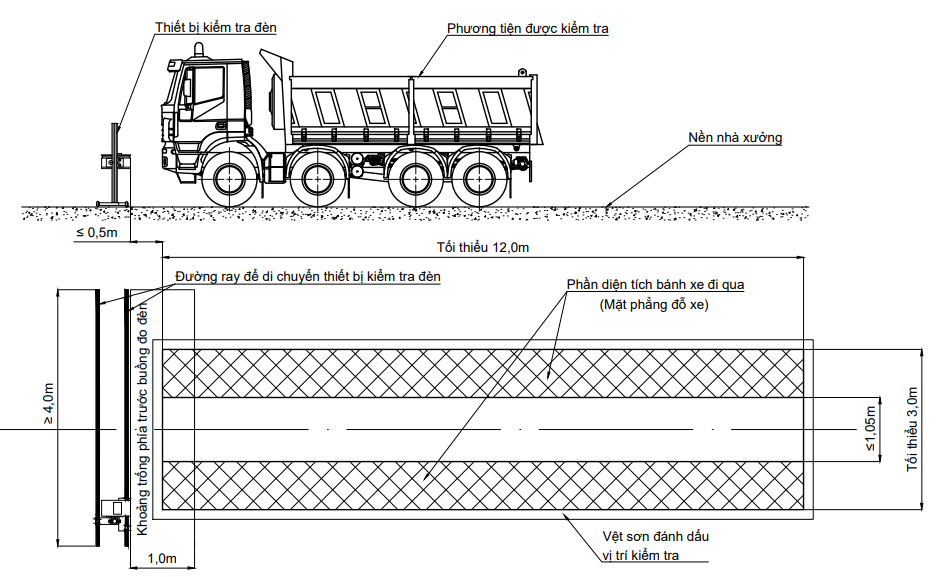 Thiết bị kiểm tra đèn
Phương tiện được kiểm tra
Nền nhà xưởng
≤ 0,5m
Tối thiểu 12,0m
Đường ray để di chuyển thiết bị kiểm tra đèn
Phần diện tích bánh xe đi qua
(Mặt phẳng đỗ xe)
≥ 4,0m
Khoảng trống phía trước buồng đo đèn
≤1,05m
Tối thiểu 3,0m
Vệt sơn đánh dấu
vị trí kiểm tra
1,0m